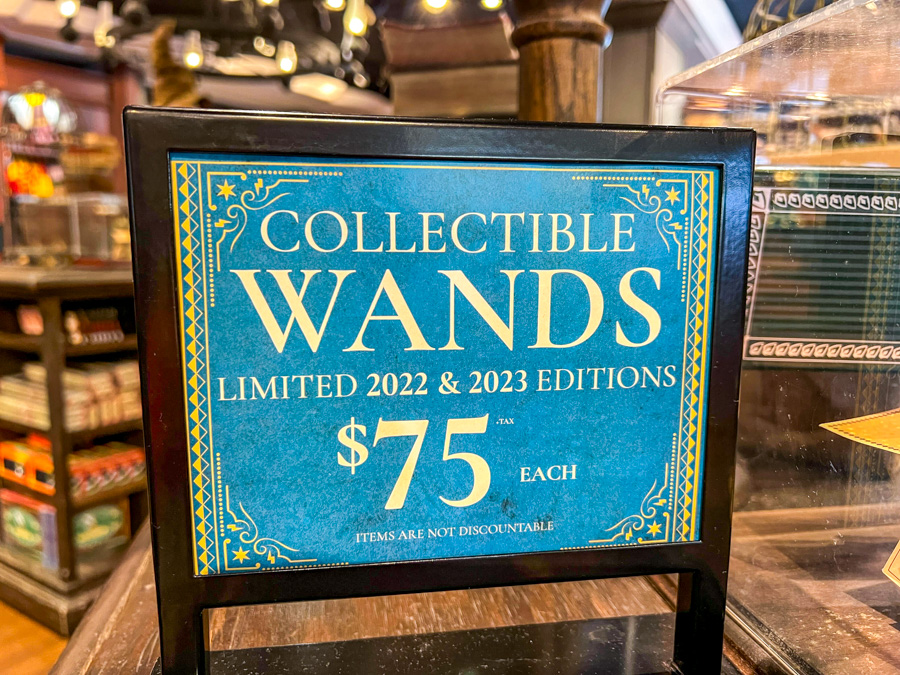 COLLECTIBLE
WANDS
LIMITED 2022 & 2023 EDITIONS
$75 .TAX EACH
ITEMS ARE NOT DISCOUNTABLE